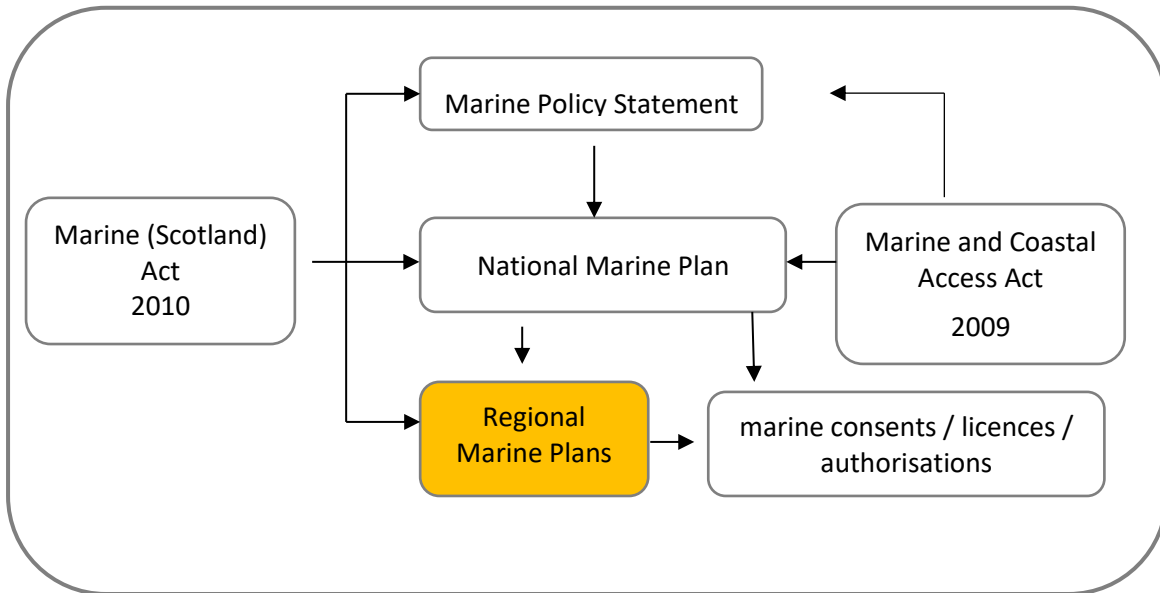 Marine Policy Statement
Marine (Scotland)
Act
2010
National Marine Plan
Marine and Coastal
Access Act
2009
Regional
Marine Plans
marine consents / licences /
authorisations